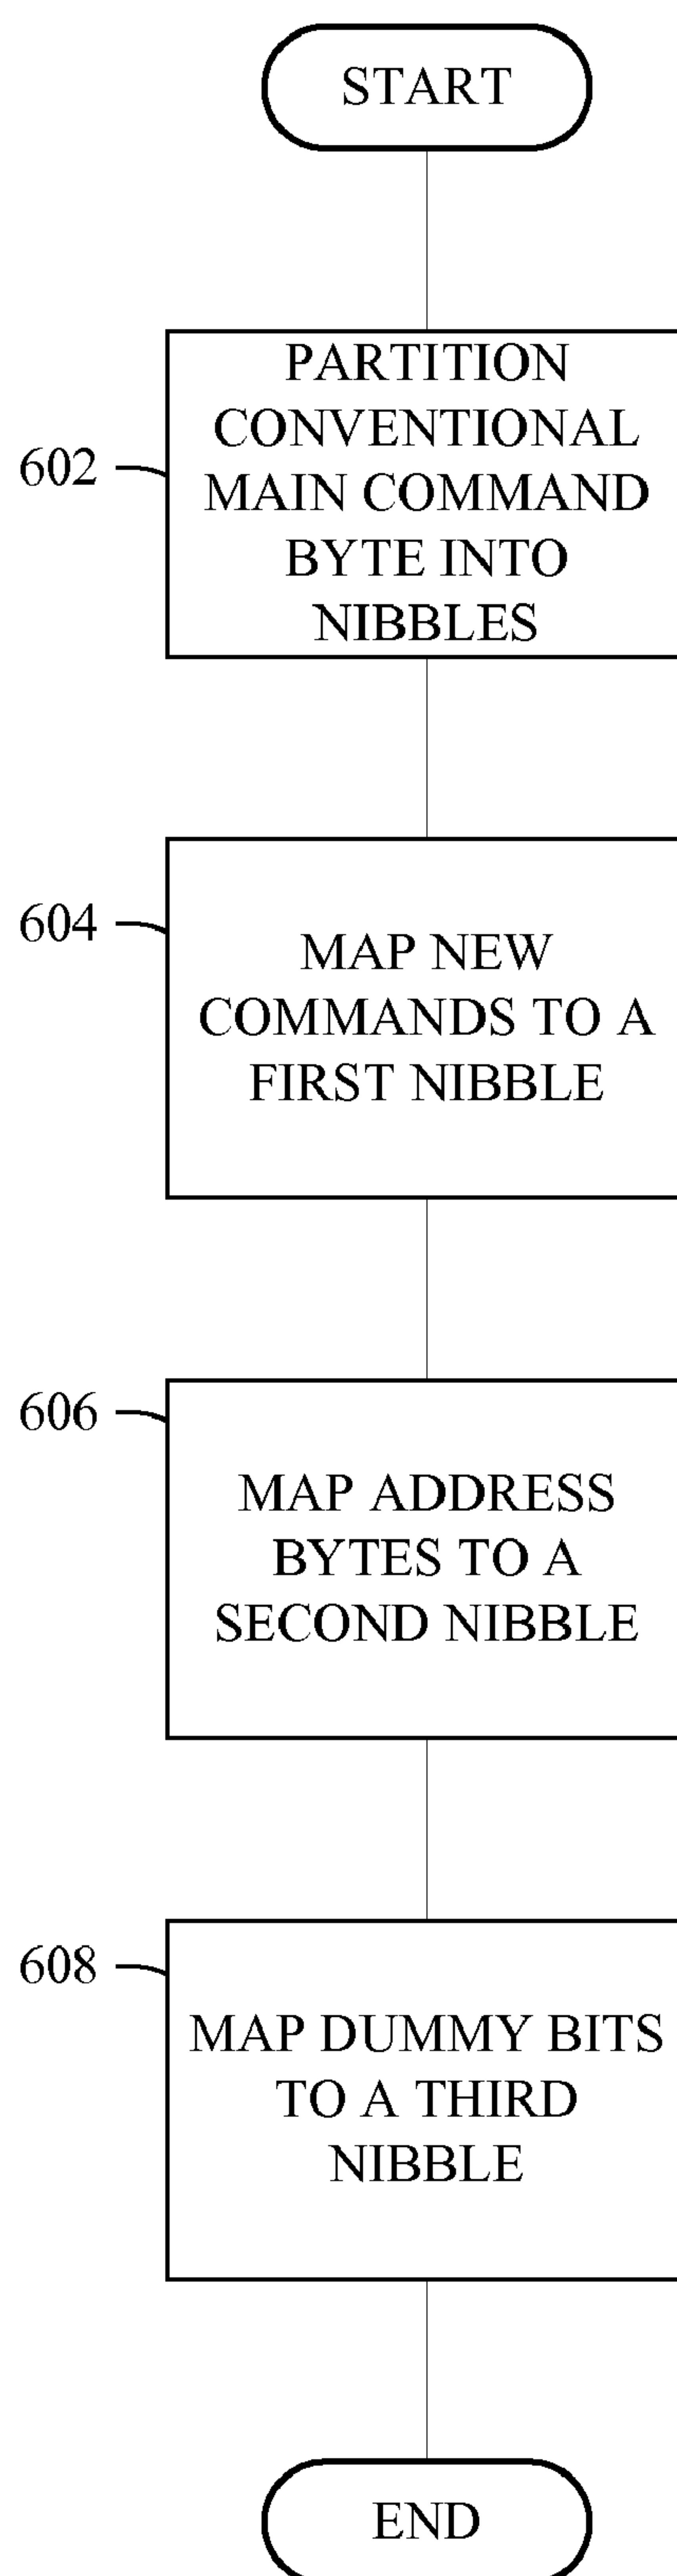 START
602
PARTITION
CONVENTIONAL
MAIN COMMAND
BYTE INTO
NIBBLES
604
MAP NEW
COMMANDS TO A
FIRST NIBBLE
606
MAP ADDRESS
BYTES TO A
SECOND NIBBLE
608
MAP DUMMY BITS
TO A THIRD
NIBBLE
END